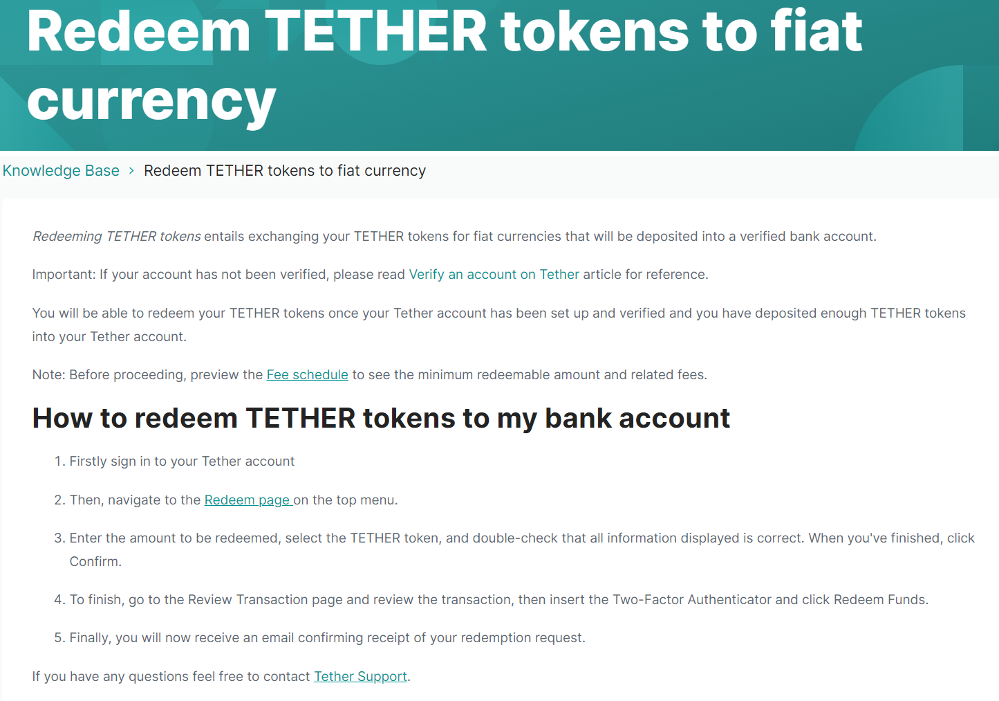 Redeem TETHER tokens to fiat
currency
Knowledge Base > Redeem TETHER tokens to fiat currency
Redeeming TETHER tokens entails exchanging your TETHER tokens for fiat currencies that will be deposited into a verified bank account.
Important: If your account has not been verified, please read Verify an account on Tether article for reference.
You will be able to redeem your TETHER tokens once your Tether account has been set up and verified and you have deposited enough TETHER tokens
into your Tether account.
Note: Before proceeding, preview the Fee schedule to see the minimum redeemable amount and related fees.
How to redeem TETHER tokens to my bank account
1. Firstly sign in to your Tether account
2. Then, navigate to the Redeem page on the top menu.
3. Enter the amount to be redeemed, select the TETHER token, and double-check that all information displayed is correct. When you've finished, click
Confirm.
4. To finish, go to the Review Transaction page and review the transaction, then insert the Two-Factor Authenticator and click Redeem Funds.
5. Finally, you will now receive an email confirming receipt of your redemption request.
If you have any questions feel free to contact Tether Support.